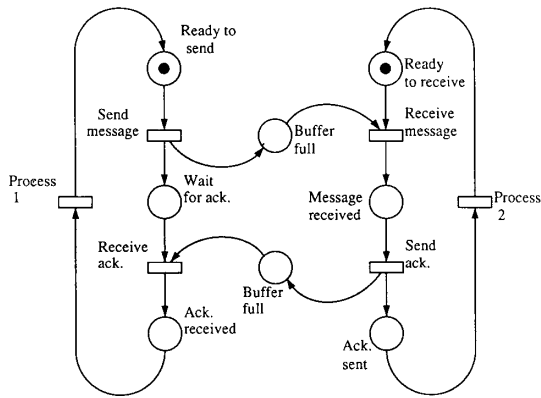 Ready to
send
Ready
to receive
Send
message
Buffer
full
Receive
message
Process
1
Wait
for ack.
Message
received
Process
2
Receive
ack.
Buffer
full
Send
ack.
Ack.
received
Ack.
sent